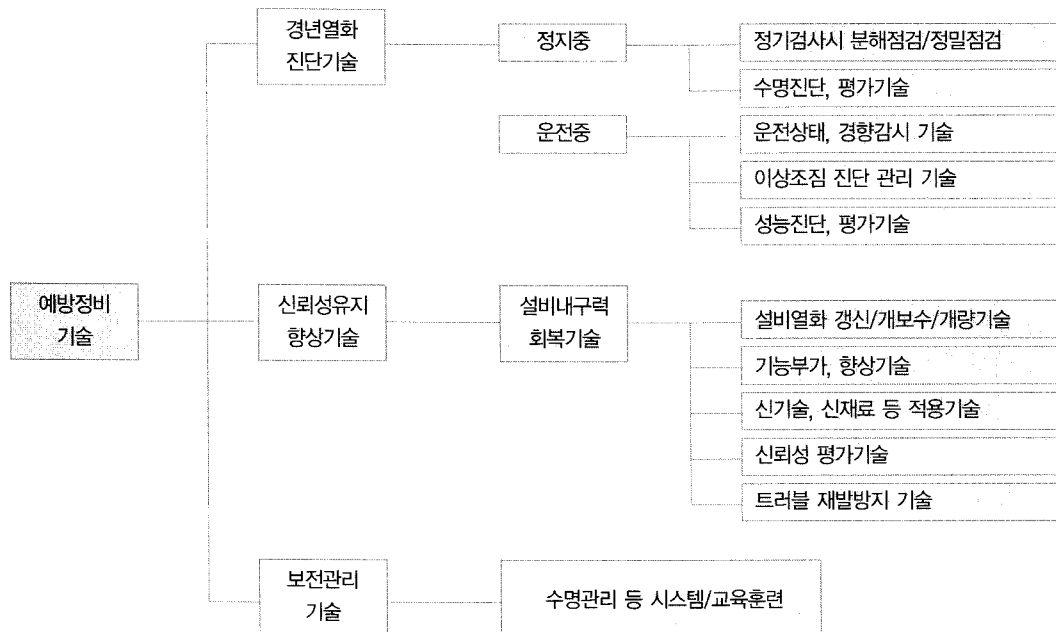 경년열화
진단기술
정지중
정기검사시 분해점검/정밀점검
수명진단, 평가기술
운전중
운전상태, 경향감시 기술
이상조짐 진단 관리 기술
성능진단, 평가기술
예방정비
기술
신뢰성유지
향상기술
설비내구력
회복기술
설비열화 갱신/개보수/개량기술
기능부가, 향상기술
신기술, 신재료 등 적용기술
신뢰성 평가기술
트러블 재발방지 기술
보전관리
기술
수명관리 등 시스템/교육훈련